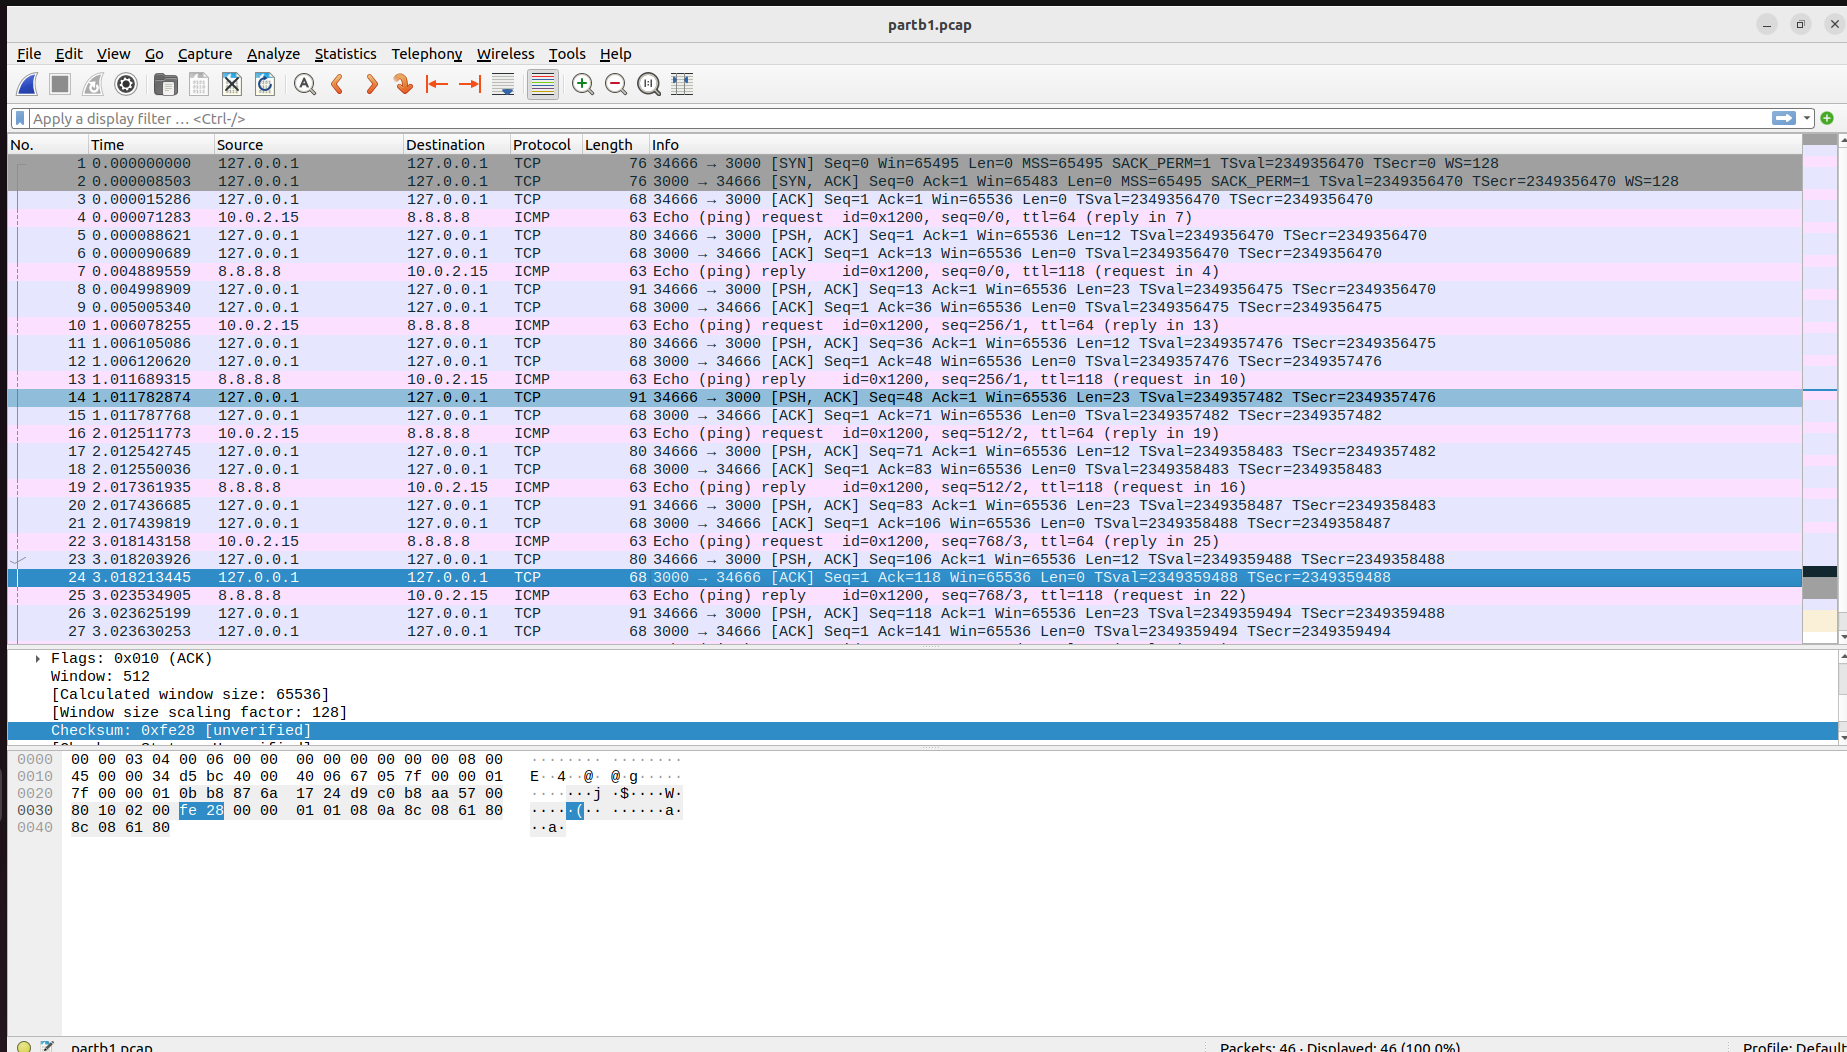 partb1.pcap
File Edit View Go Capture Analyze Statistics Telephony Wireless Tools Help
Apply a display filter … <Ctrl-/>
No. Time Source Destination Protocol Length Info
1 0.000000000 127.0.0.1 127.0.0.1 TCP 76 34666 → 3000 [SYN] Seq=0 Win=65495 Len=0 MSS=65495 SACK_PERM=1 TSval=2349356470 TSecr=0 WS=128
2 0.000008503 127.0.0.1 127.0.0.1 TCP 76 3000 → 34666 [SYN, ACK] Seq=0 Ack=1 Win=65483 Len=0 MSS=65495 SACK_PERM=1 TSval=2349356470 TSecr=2349356470 WS=128
3 0.000015286 127.0.0.1 127.0.0.1 TCP 68 34666 → 3000 [ACK] Seq=1 Ack=1 Win=65536 Len=0 TSval=2349356470 TSecr=2349356470
4 0.000071283 10.0.2.15 8.8.8.8 ICMP 63 Echo (ping) request id=0x1200, seq=0/0, ttl=64 (reply in 7)
5 0.000088621 127.0.0.1 127.0.0.1 TCP 80 34666 → 3000 [PSH, ACK] Seq=1 Ack=1 Win=65536 Len=12 TSval=2349356470 TSecr=2349356470
6 0.000090689 127.0.0.1 127.0.0.1 TCP 68 3000 → 34666 [ACK] Seq=1 Ack=13 Win=65536 Len=0 TSval=2349356470 TSecr=2349356470
7 0.004889559 8.8.8.8 10.0.2.15 ICMP 63 Echo (ping) reply id=0x1200, seq=0/0, ttl=118 (request in 4)
8 0.004998909 127.0.0.1 127.0.0.1 TCP 91 34666 → 3000 [PSH, ACK] Seq=13 Ack=1 Win=65536 Len=23 TSval=2349356475 TSecr=2349356470
9 0.005005340 127.0.0.1 127.0.0.1 TCP 68 3000 → 34666 [ACK] Seq=1 Ack=36 Win=65536 Len=0 TSval=2349356475 TSecr=2349356475
10 1.006078255 10.0.2.15 8.8.8.8 ICMP 63 Echo (ping) request id=0x1200, seq=256/1, ttl=64 (reply in 13)
11 1.006105086 127.0.0.1 127.0.0.1 TCP 80 34666 → 3000 [PSH, ACK] Seq=36 Ack=1 Win=65536 Len=12 TSval=2349357476 TSecr=2349356475
12 1.006120620 127.0.0.1 127.0.0.1 TCP 68 3000 → 34666 [ACK] Seq=1 Ack=48 Win=65536 Len=0 TSval=2349357476 TSecr=2349357476
13 1.011689315 8.8.8.8 10.0.2.15 ICMP 63 Echo (ping) reply id=0x1200, seq=256/1, ttl=118 (request in 10)
14 1.011782874 127.0.0.1 127.0.0.1 TCP 91 34666 → 3000 [PSH, ACK] Seq=48 Ack=1 Win=65536 Len=23 TSval=2349357482 TSecr=2349357476
15 1.011787768 127.0.0.1 127.0.0.1 TCP 68 3000 → 34666 [ACK] Seq=1 Ack=71 Win=65536 Len=0 TSval=2349357482 TSecr=2349357482
16 2.012511773 10.0.2.15 8.8.8.8 ICMP 63 Echo (ping) request id=0x1200, seq=512/2, ttl=64 (reply in 19)
17 2.012542745 127.0.0.1 127.0.0.1 TCP 80 34666 → 3000 [PSH, ACK] Seq=71 Ack=1 Win=65536 Len=12 TSval=2349358483 TSecr=2349357482
18 2.012550036 127.0.0.1 127.0.0.1 TCP 68 3000 → 34666 [ACK] Seq=1 Ack=83 Win=65536 Len=0 TSval=2349358483 TSecr=2349358483
19 2.017361935 8.8.8.8 10.0.2.15 ICMP 63 Echo (ping) reply id=0x1200, seq=512/2, ttl=118 (request in 16)
20 2.017436685 127.0.0.1 127.0.0.1 TCP 91 34666 → 3000 [PSH, ACK] Seq=83 Ack=1 Win=65536 Len=23 TSval=2349358487 TSecr=2349358483
21 2.017439819 127.0.0.1 127.0.0.1 TCP 68 3000 → 34666 [ACK] Seq=1 Ack=106 Win=65536 Len=0 TSval=2349358488 TSecr=2349358487
22 3.018143158 10.0.2.15 8.8.8.8 ICMP 63 Echo (ping) request id=0x1200, seq=768/3, ttl=64 (reply in 25)
23 3.018203926 127.0.0.1 127.0.0.1 TCP 80 34666 → 3000 [PSH, ACK] Seq=106 Ack=1 Win=65536 Len=12 TSval=2349359488 TSecr=2349358488
24 3.018213445 127.0.0.1 127.0.0.1 TCP 68 3000 → 34666 [ACK] Seq=1 Ack=118 Win=65536 Len=0 TSval=2349359488 TSecr=2349359488
25 3.023534905 8.8.8.8 10.0.2.15 ICMP 63 Echo (ping) reply id=0x1200, seq=768/3, ttl=118 (request in 22)
26 3.023625199 127.0.0.1 127.0.0.1 TCP 91 34666 → 3000 [PSH, ACK] Seq=118 Ack=1 Win=65536 Len=23 TSval=2349359494 TSecr=2349359488
27 3.023630253 127.0.0.1 127.0.0.1 TCP 68 3000 → 34666 [ACK] Seq=1 Ack=141 Win=65536 Len=0 TSval=2349359494 TSecr=2349359494
Flags: 0x010 (ACK)
Window: 512
[Calculated window size: 65536]
[Window size scaling factor: 128]
Checksum: 0xfe28 [unverified]
0000 00 00 03 04 00 06 00 00 00 00 00 00 00 00 08 00 ········ ········
0010 45 00 00 34 d5 bc 40 00 40 06 67 05 7f 00 00 01 E··4··@· @·g·····
0020 7f 00 00 01 0b b8 87 6a 17 24 d9 c0 b8 aa 57 00 ·······j ·$····W·
0030 80 10 02 00 fe 28 00 00 01 01 08 0a 8c 08 61 80 ·····(·· ······a·
0040 8c 08 61 80 ··a·
partb1.pcap Packets: 46 · Displayed: 46 (100.0%) Profile: Default